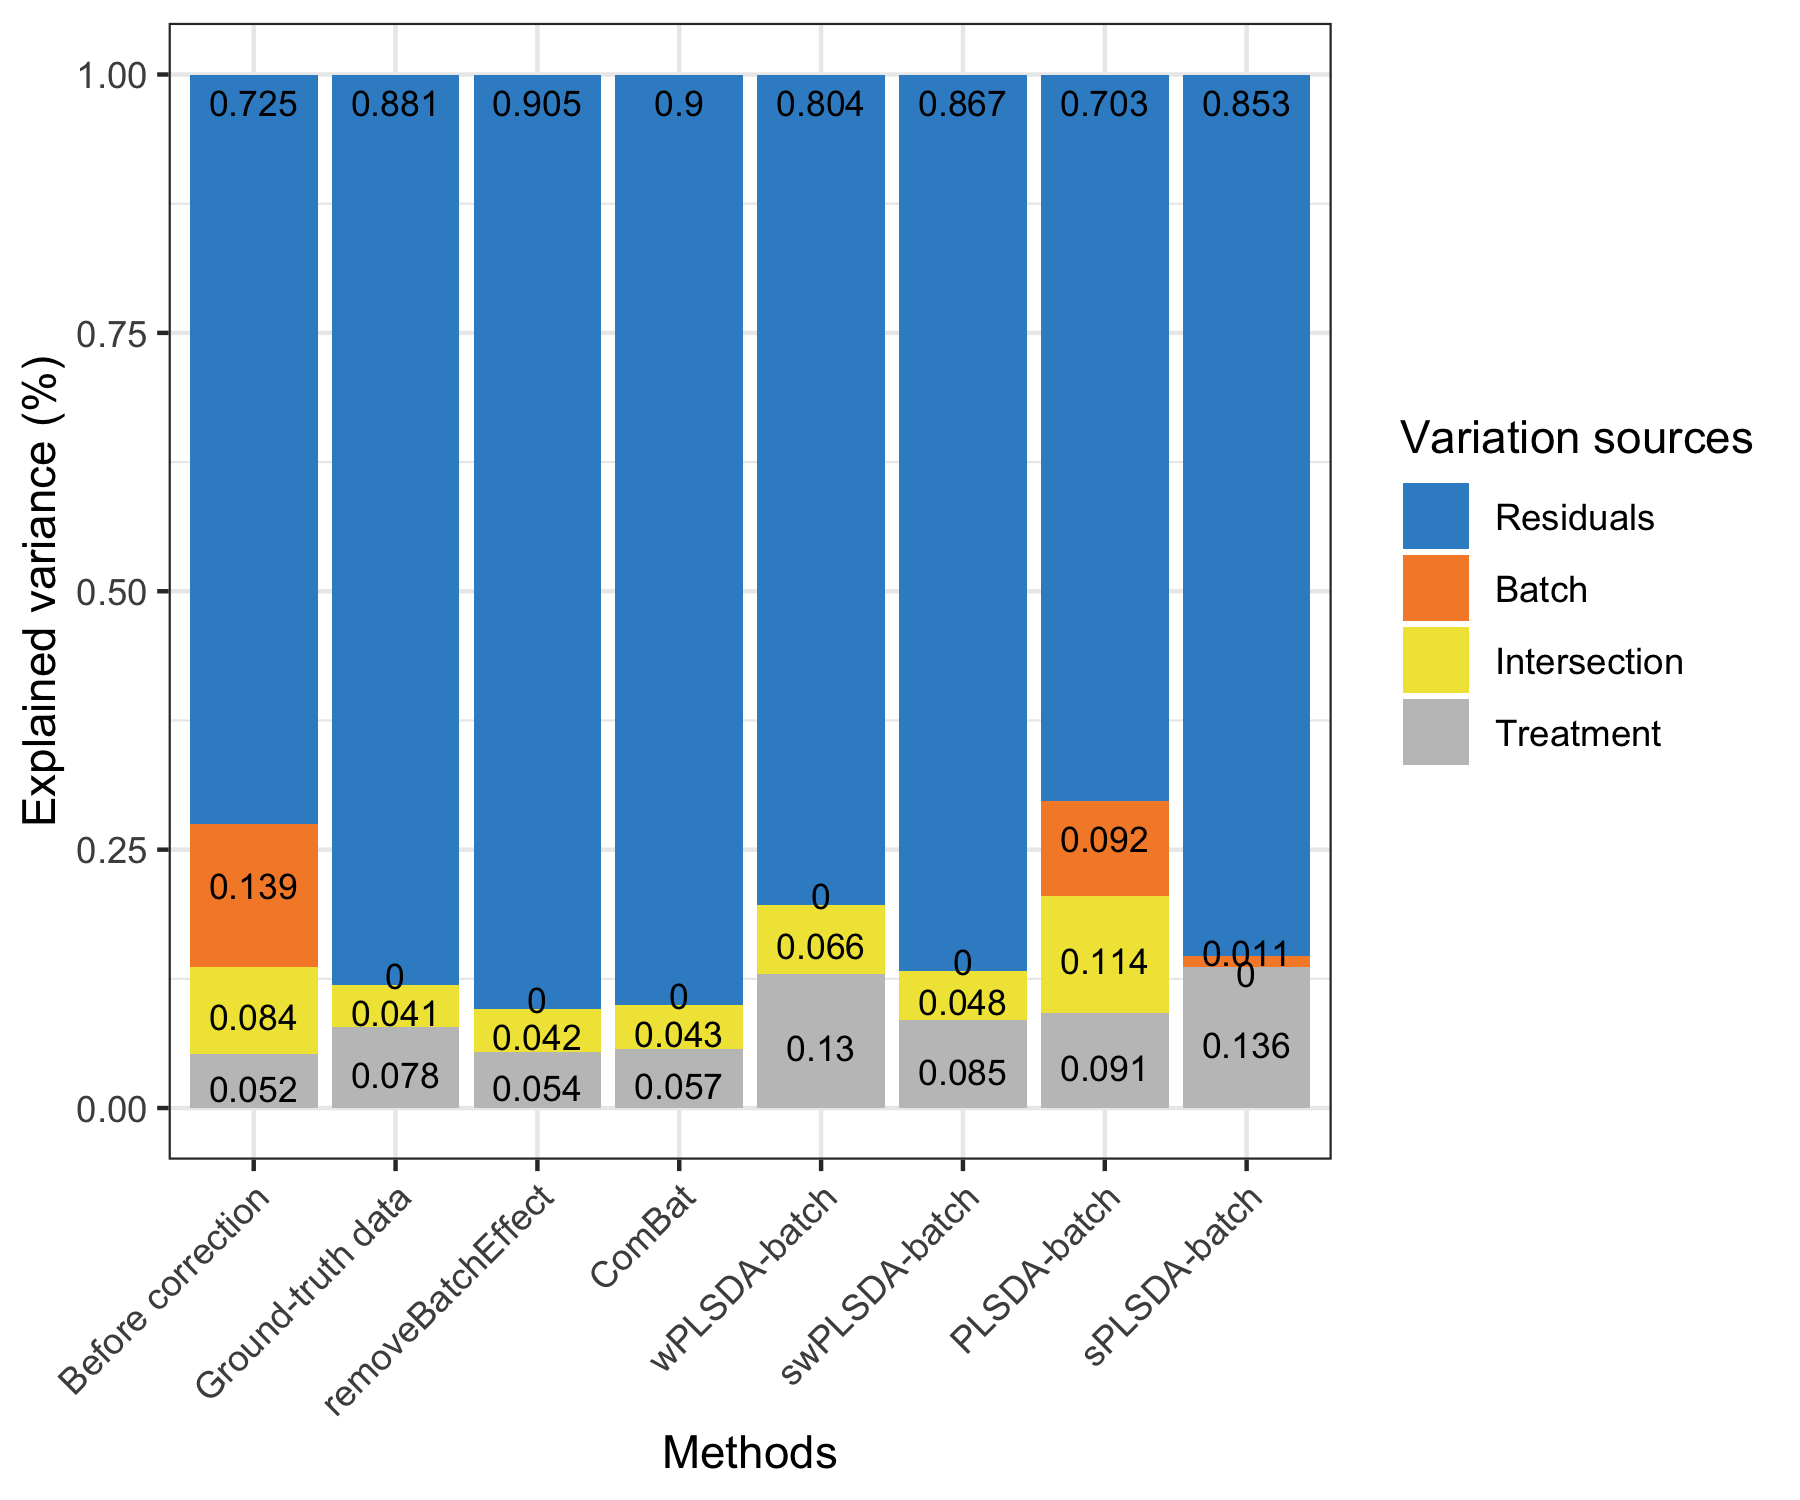 1.00
0.75
0.50
0.25
0.00
Explained variance (%)
0.725 0.881 0.905 0.9 0.804 0.867 0.703 0.853
0.139 0.084 0.052
0 0.041 0.078
0 0.042 0.054
0 0.043 0.057
0 0.066 0.13
0 0.048 0.085
0.092 0.114 0.091
0.011 0 0.136
Before correction
Ground-truth data
removeBatchEffect
ComBat
wPLSDA-batch
swPLSDA-batch
PLSDA-batch
sPLSDA-batch
Methods
Variation sources
Residuals
Batch
Intersection
Treatment